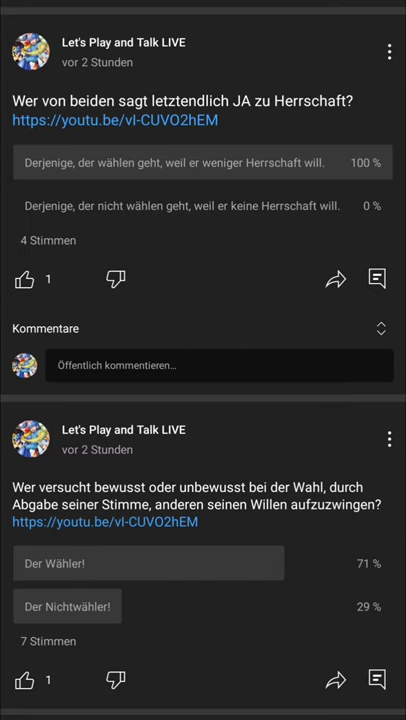 Let's Play and Talk LIVE
vor 2 Stunden
Wer von beiden sagt letztendlich JA zu Herrschaft?
https://youtu.be/vI-CUVO2hEM
Derjenige, der wählen geht, weil er weniger Herrschaft will. 100 %
Derjenige, der nicht wählen geht, weil er keine Herrschaft will. 0 %
4 Stimmen
1
Kommentare
Öffentlich kommentieren...
Let's Play and Talk LIVE
vor 2 Stunden
Wer versucht bewusst oder unbewusst bei der Wahl, durch
Abgabe seiner Stimme, anderen seinen Willen aufzuzwingen?
https://youtu.be/vI-CUVO2hEM
Der Wähler! 71 %
Der Nichtwähler! 29 %
7 Stimmen
1